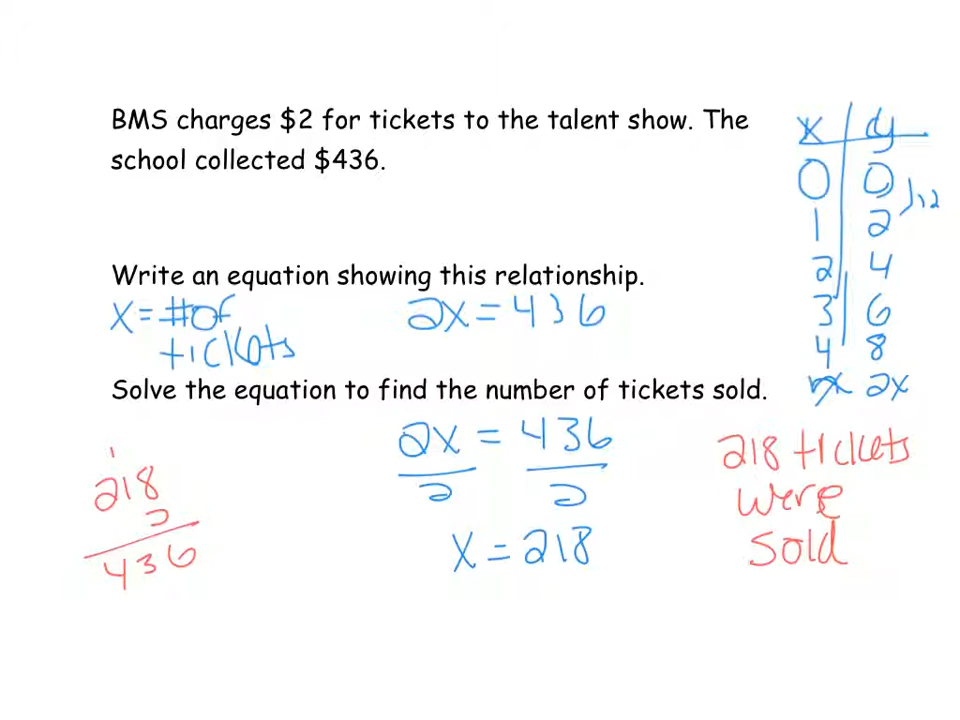 BMS charges $2 for tickets to the talent show. The
school collected $436.
Write an equation showing this relationship.
x = # of
tickets
2x = 436
Solve the equation to find the number of tickets sold.
2x = 436
2 2
x = 218
1
218
2
436
218 tickets
were
sold
x y
0 0
1 2
2 4
3 6
4 8
x 2x